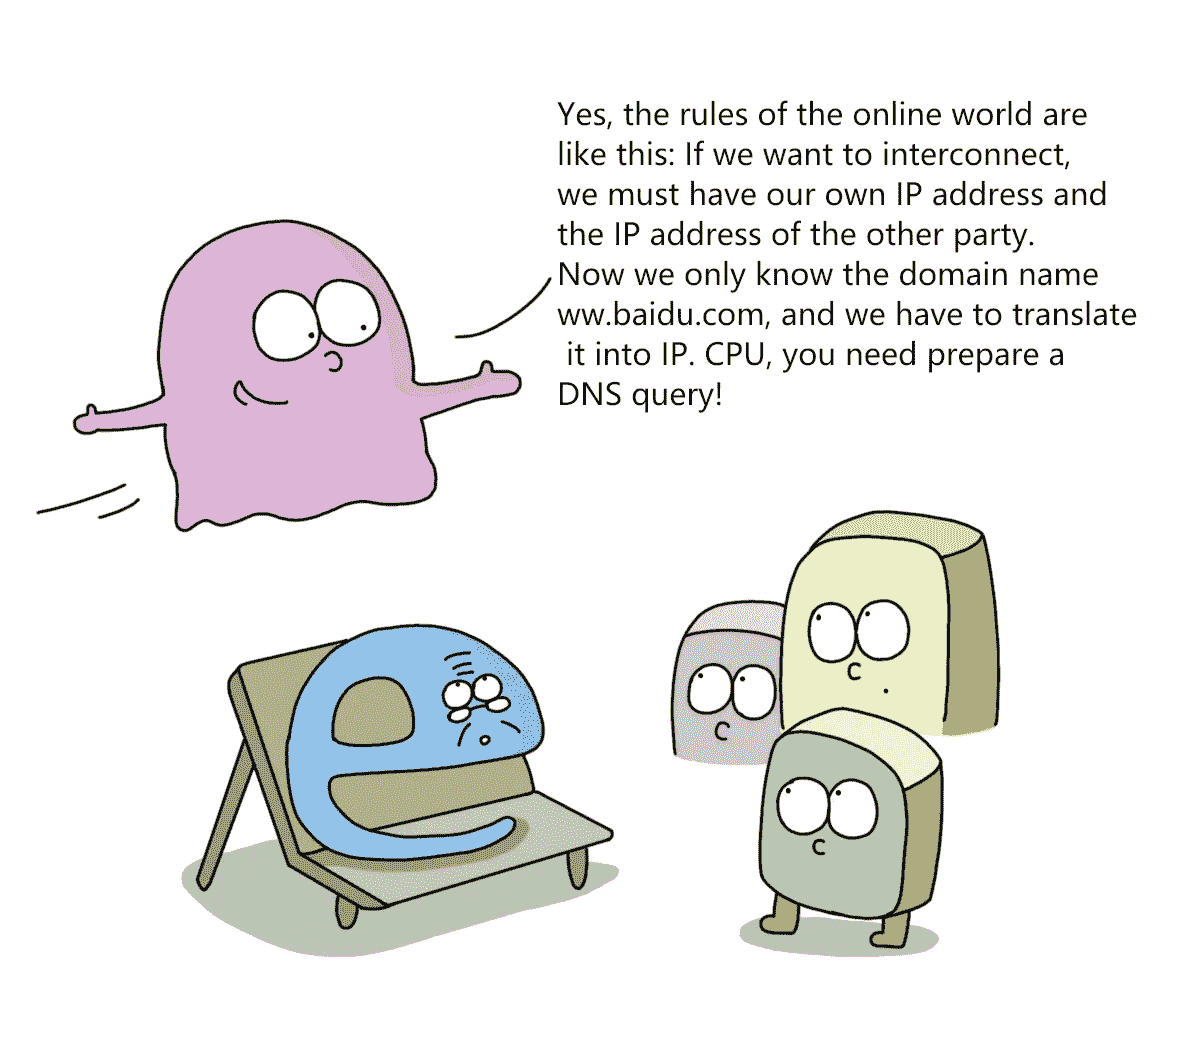 Yes, the rules of the online world are
like this: If we want to interconnect,
we must have our own IP address and
the IP address of the other party.
Now we only know the domain name
ww.baidu.com, and we have to translate
it into IP. CPU, you need prepare a
DNS query!